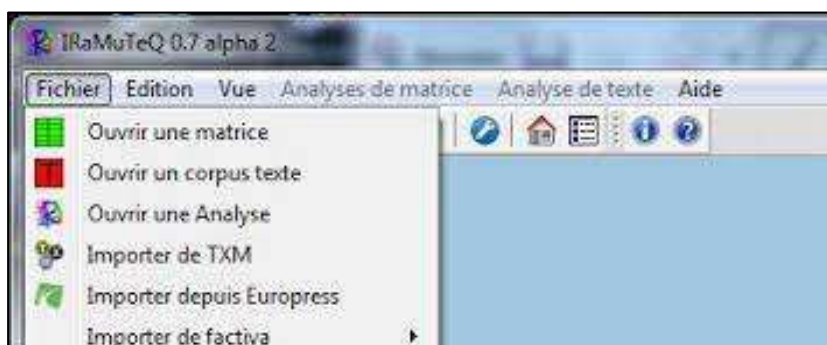 IRaMuTeQ 0.7 alpha 2
Fichier Edition Vue Analyses de matrice Analyse de texte Aide
Ouvrir une matrice
Ouvrir un corpus texte
Ouvrir une Analyse
Importer de TXM
Importer depuis Europress
Importer de factiva